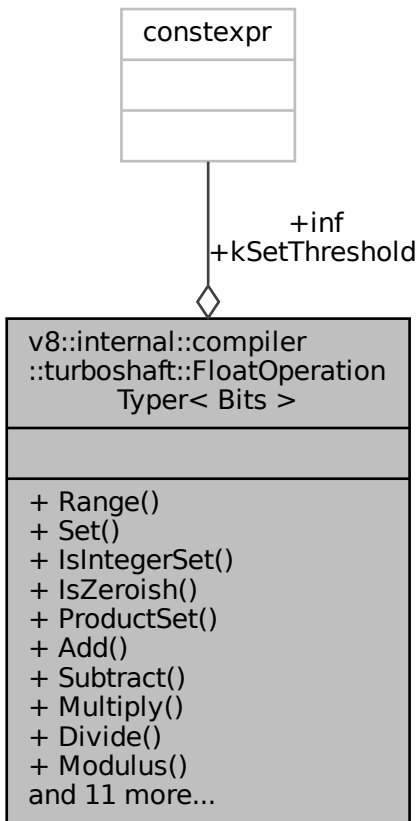 constexpr
+inf
+kSetThreshold
v8::internal::compiler
::turboshaft::FloatOperation
Typer< Bits >
+ Range()
+ Set()
+ IsIntegerSet()
+ IsZeroish()
+ ProductSet()
+ Add()
+ Subtract()
+ Multiply()
+ Divide()
+ Modulus()
and 11 more...